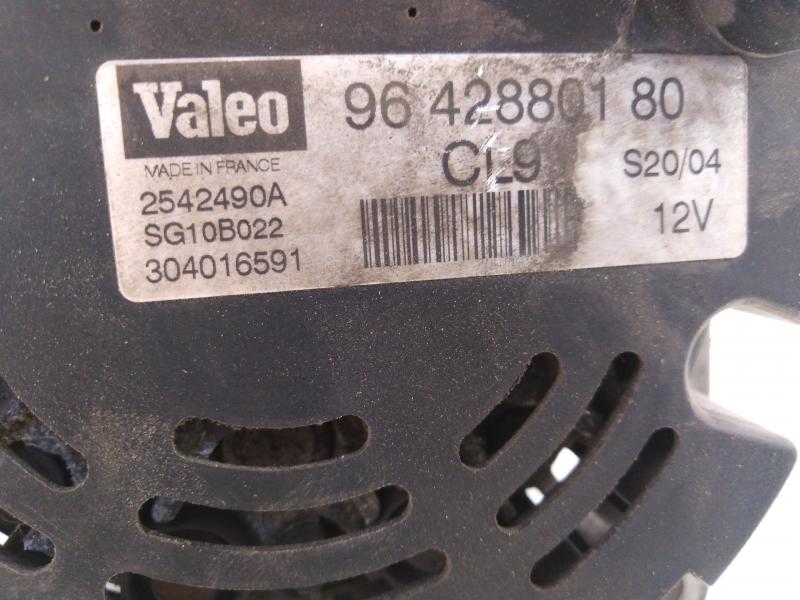 Valeo
96 428801 80
MADE IN FRANCE
CL9
S20/04
2542490A
SG10B022
12V
304016591